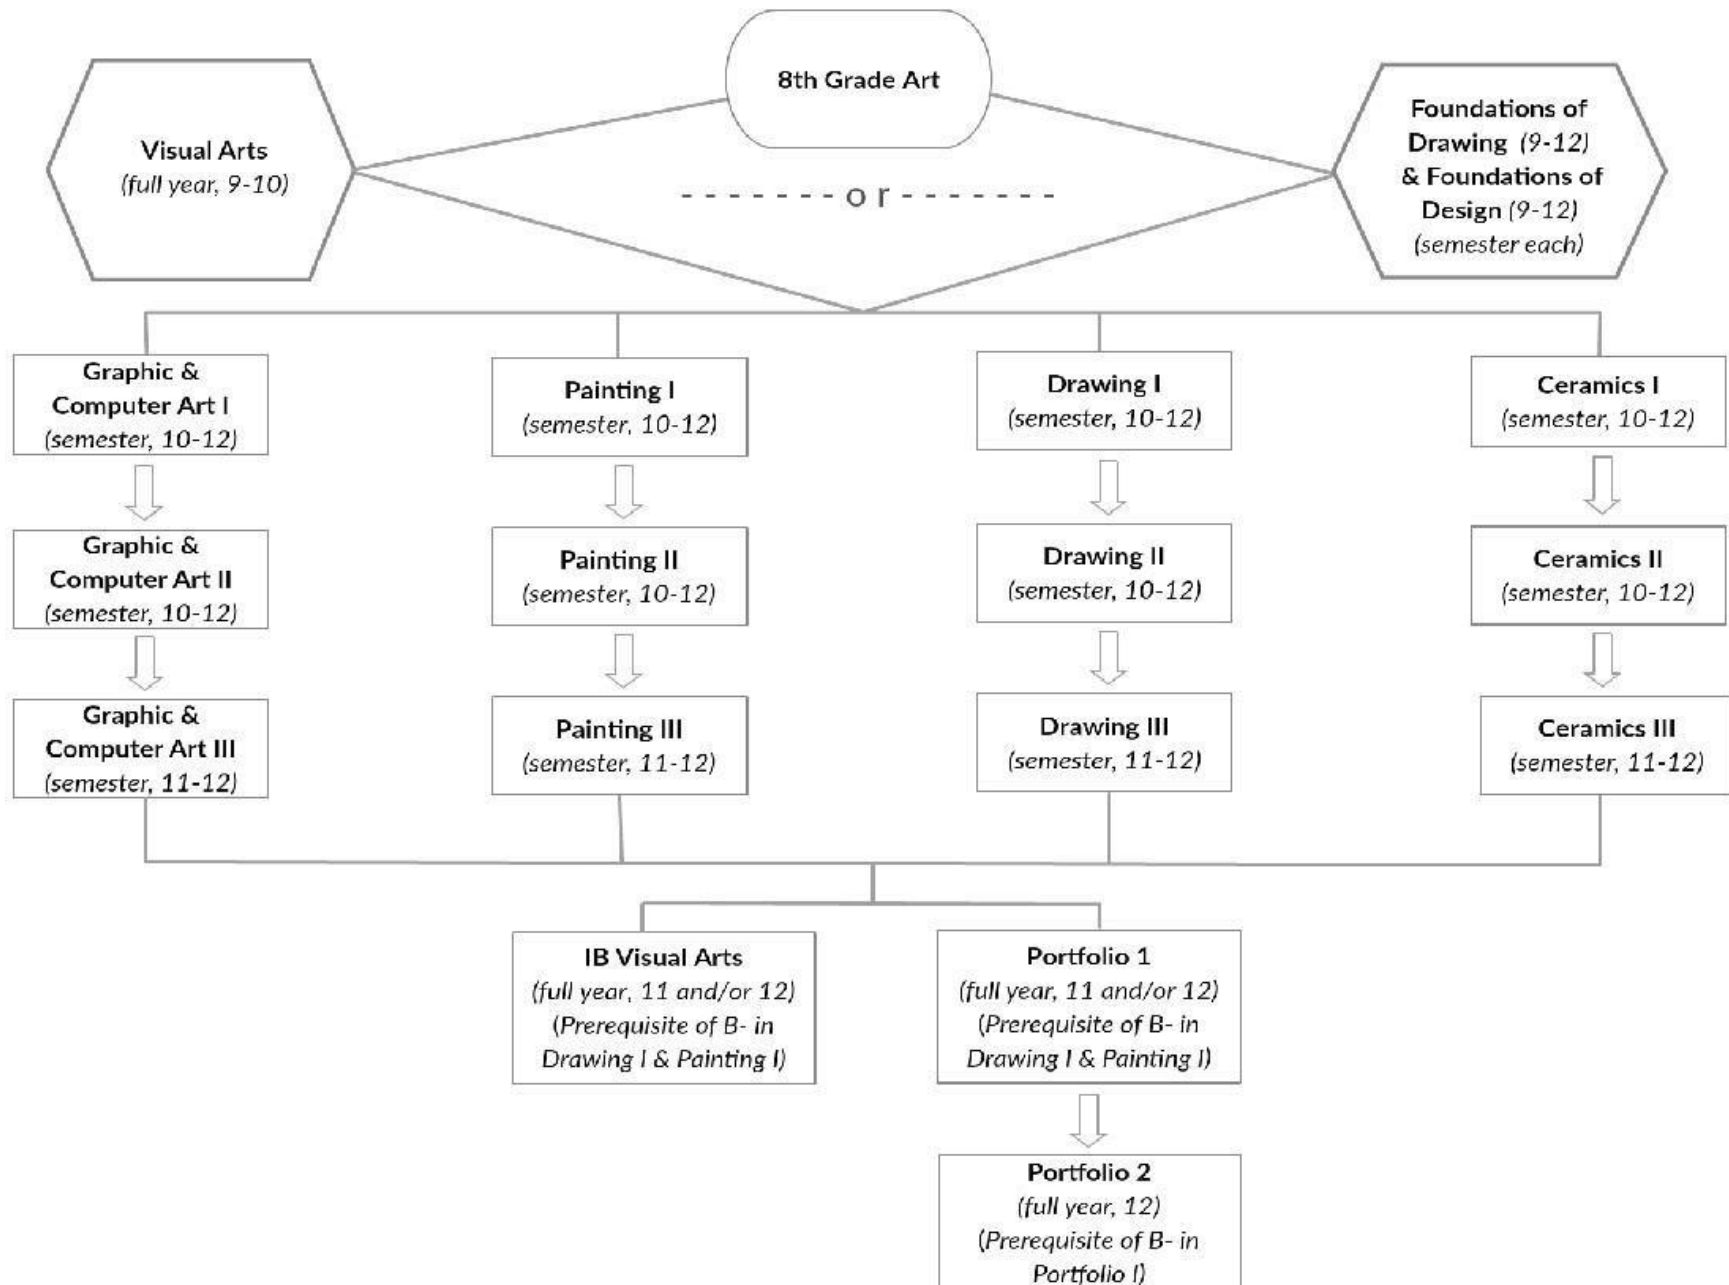 8th Grade Art
Visual Arts
(full year, 9-10)
- - - - - - - - o r - - - - - - - -
Foundations of
Drawing (9-12)
& Foundations of
Design (9-12)
(semester each)
Graphic &
Computer Art I
(semester, 10-12)
Painting I
(semester, 10-12)
Drawing I
(semester, 10-12)
Ceramics I
(semester, 10-12)
Graphic &
Computer Art II
(semester, 10-12)
Painting II
(semester, 10-12)
Drawing II
(semester, 10-12)
Ceramics II
(semester, 10-12)
Graphic &
Computer Art III
(semester, 11-12)
Painting III
(semester, 11-12)
Drawing III
(semester, 11-12)
Ceramics III
(semester, 11-12)
IB Visual Arts
(full year, 11 and/or 12)
(Prerequisite of B- in
Drawing I & Painting I)
Portfolio 1
(full year, 11 and/or 12)
(Prerequisite of B- in
Drawing I & Painting I)
Portfolio 2
(full year, 12)
(Prerequisite of B- in
Portfolio I)